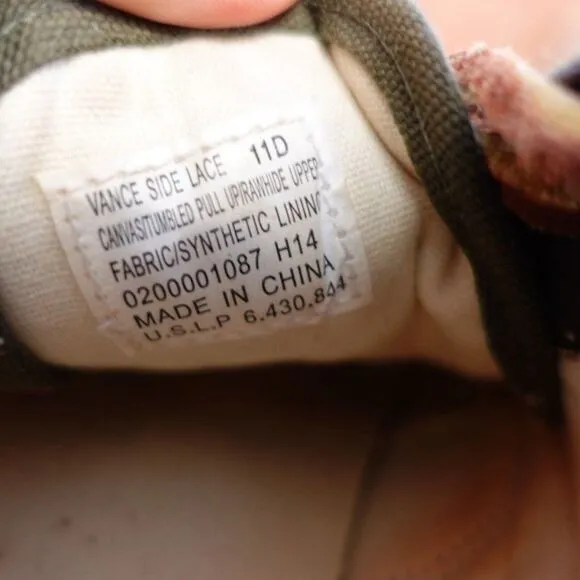 VANCE SIDE LACE 11D
CANVAS/TUMBLED PULL UP/RAWHIDE UPPER
FABRIC/SYNTHETIC LINING
0200001087 H14
MADE IN CHINA
U.S.L.P 6.430.844